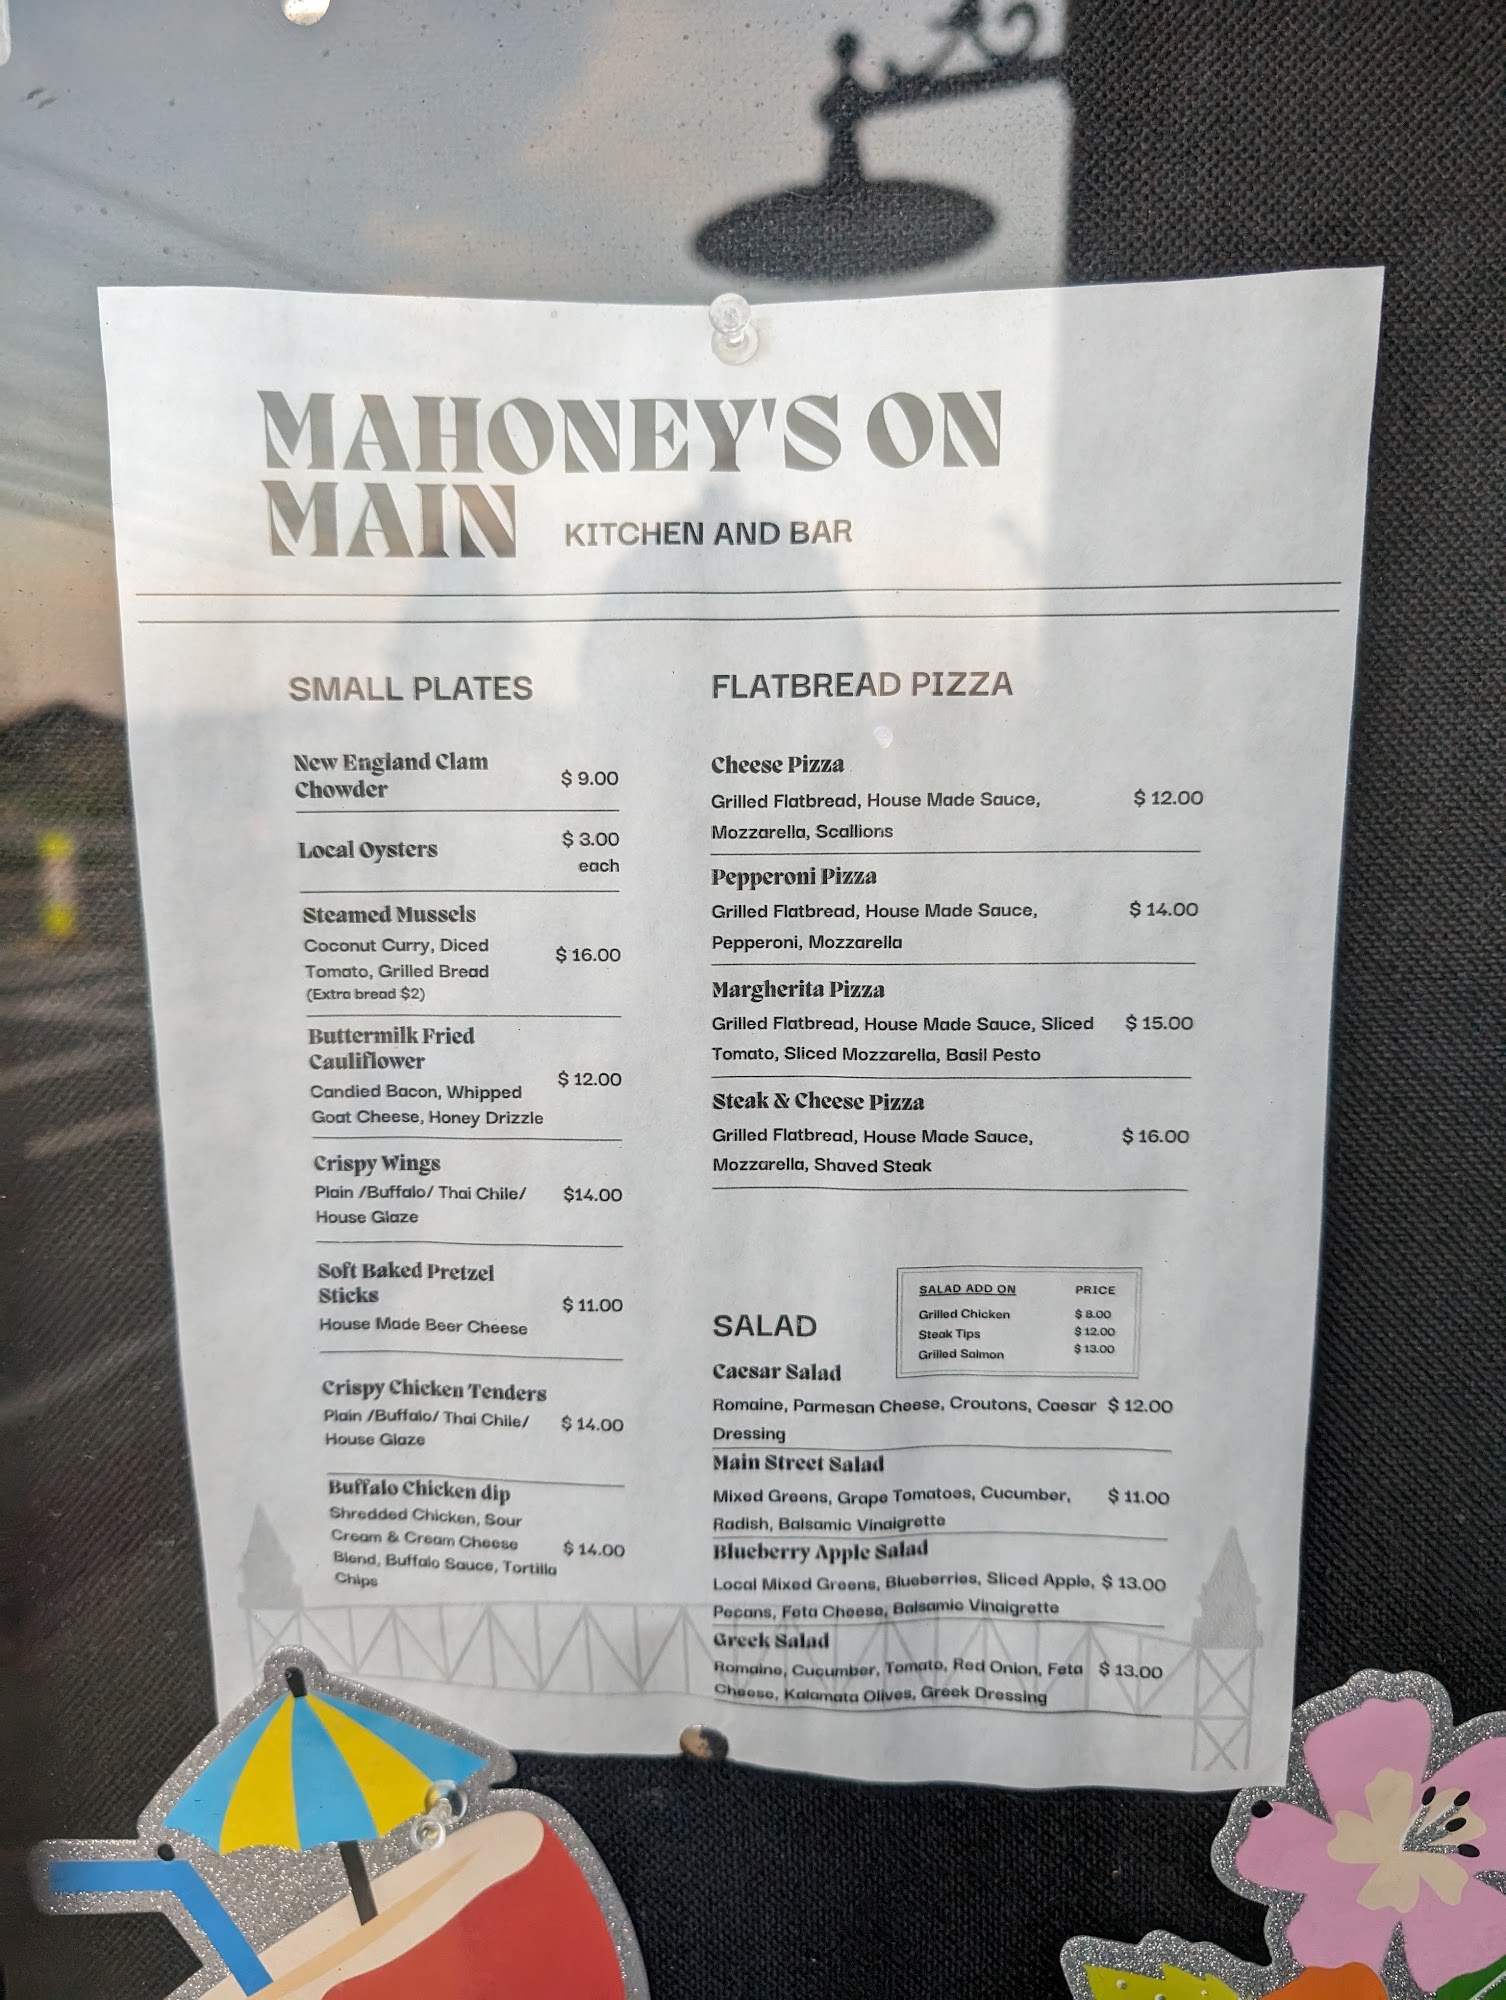 MAHONEY'S ON
MAIN KITCHEN AND BAR
SMALL PLATES
New England Clam
Chowder
$ 9.00
Local Oysters
$ 3.00
each
Steamed Mussels
Coconut Curry, Diced
Tomato, Grilled Bread
(Extra bread $2)
$ 16.00
Buttermilk Fried
Cauliflower
Candied Bacon, Whipped
Goat Cheese, Honey Drizzle
$ 12.00
Crispy Wings
Plain /Buffalo/ Thai Chile/
House Glaze
$14.00
Soft Baked Pretzel
Sticks
House Made Beer Cheese
$ 11.00
Crispy Chicken Tenders
Plain /Buffalo/ Thai Chile/
House Glaze
$ 14.00
Buffalo Chicken dip
Shredded Chicken, Sour
Cream & Cream Cheese
Blend, Buffalo Sauce, Tortilla
Chips
$ 14.00
FLATBREAD PIZZA
Cheese Pizza
Grilled Flatbread, House Made Sauce,
Mozzarella, Scallions
$ 12.00
Pepperoni Pizza
Grilled Flatbread, House Made Sauce,
Pepperoni, Mozzarella
$ 14.00
Margherita Pizza
Grilled Flatbread, House Made Sauce, Sliced
Tomato, Sliced Mozzarella, Basil Pesto
$ 15.00
Steak & Cheese Pizza
Grilled Flatbread, House Made Sauce,
Mozzarella, Shaved Steak
$ 16.00
SALAD ADD ON PRICE
Grilled Chicken $ 8.00
Steak Tips $ 12.00
Grilled Salmon $ 13.00
SALAD
Caesar Salad
Romaine, Parmesan Cheese, Croutons, Caesar $ 12.00
Dressing
Main Street Salad
Mixed Greens, Grape Tomatoes, Cucumber, $ 11.00
Radish, Balsamic Vinaigrette
Blueberry Apple Salad
Local Mixed Greens, Blueberries, Sliced Apple, $ 13.00
Pecans, Feta Cheese, Balsamic Vinaigrette
Greek Salad
Romaine, Cucumber, Tomato, Red Onion, Feta $ 13.00
Cheese, Kalamata Olives, Greek Dressing